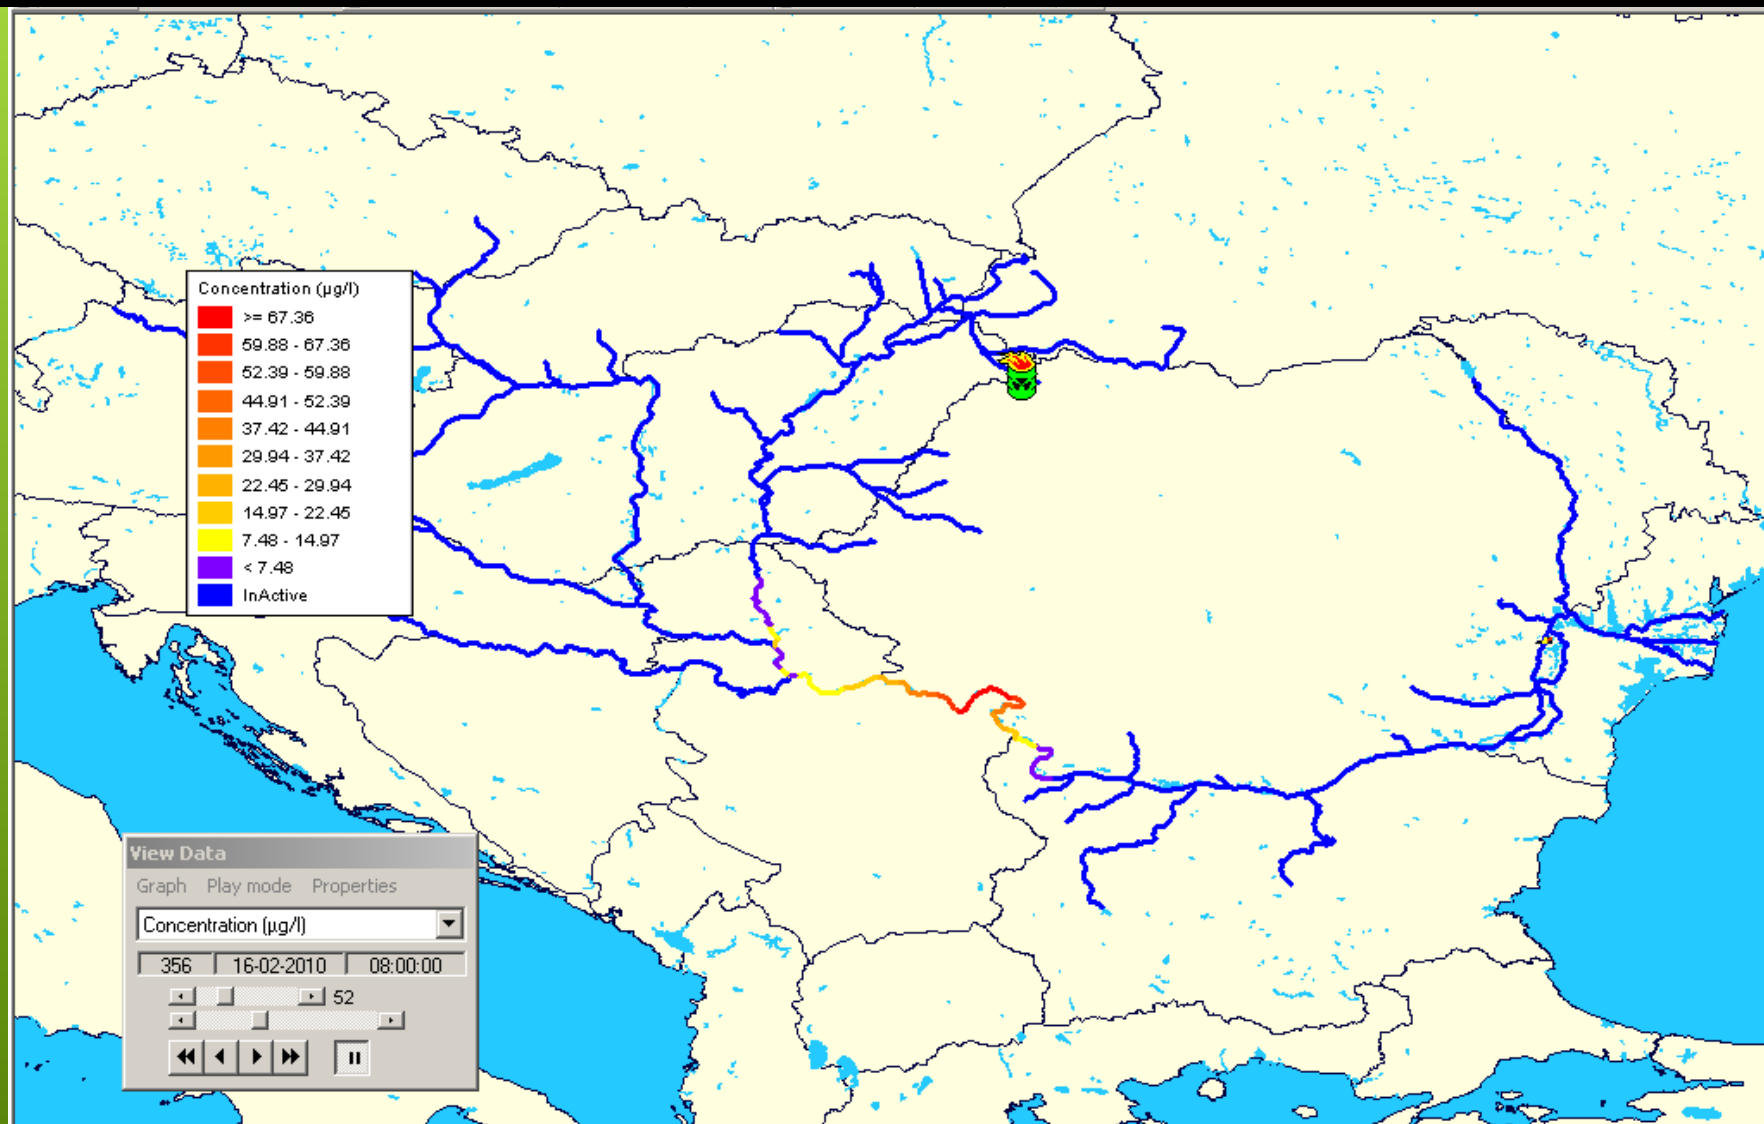 Concentration (µg/l)
>= 67.36
59.88 - 67.36
52.39 - 59.88
44.91 - 52.39
37.42 - 44.91
29.94 - 37.42
22.45 - 29.94
14.97 - 22.45
7.48 - 14.97
< 7.48
InActive
View Data
Graph Play mode Properties
Concentration (µg/l)
356 16-02-2010 08:00:00
52